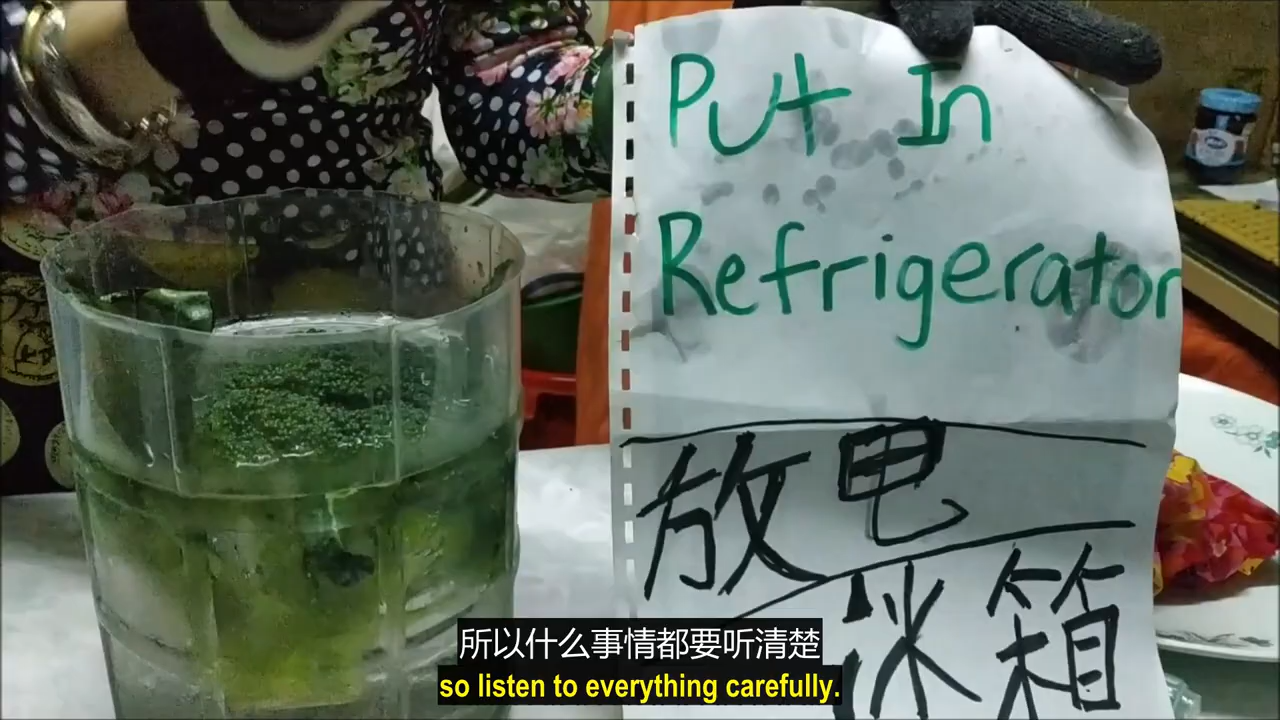 Put In
Refrigerator
放电
冰箱
所以什么事情都要听清楚
so listen to everything carefully.